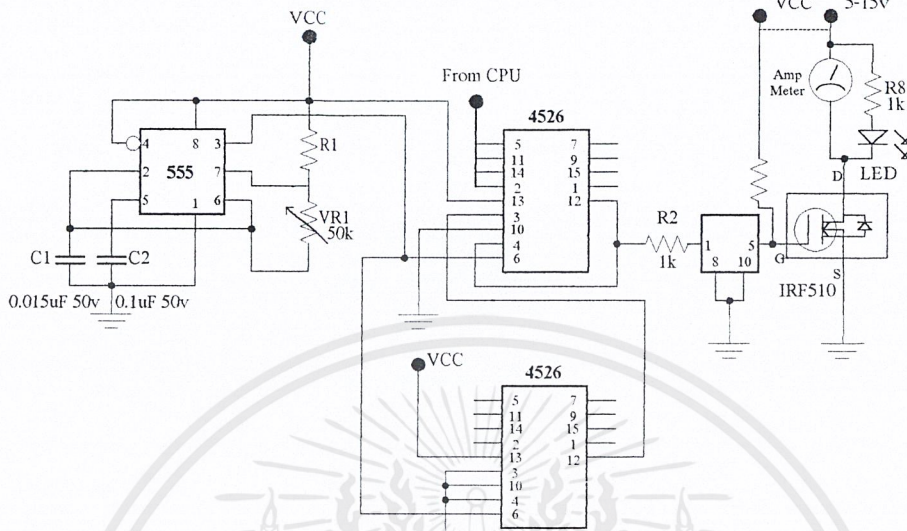 VCC
VCC
5-15v
From CPU
Amp
Meter
R8
1k
4526
4
8
3
R1
555
2
7
5
1
6
VR1
50k
C1
C2
0.015uF 50v
0.1uF 50v
5
11
14
2
13
3
10
4
6
7
9
15
1
12
R2
1k
1
5
8
10
D
LED
G
S
IRF510
VCC
4526
5
11
14
2
13
3
10
4
6
7
9
15
1
12